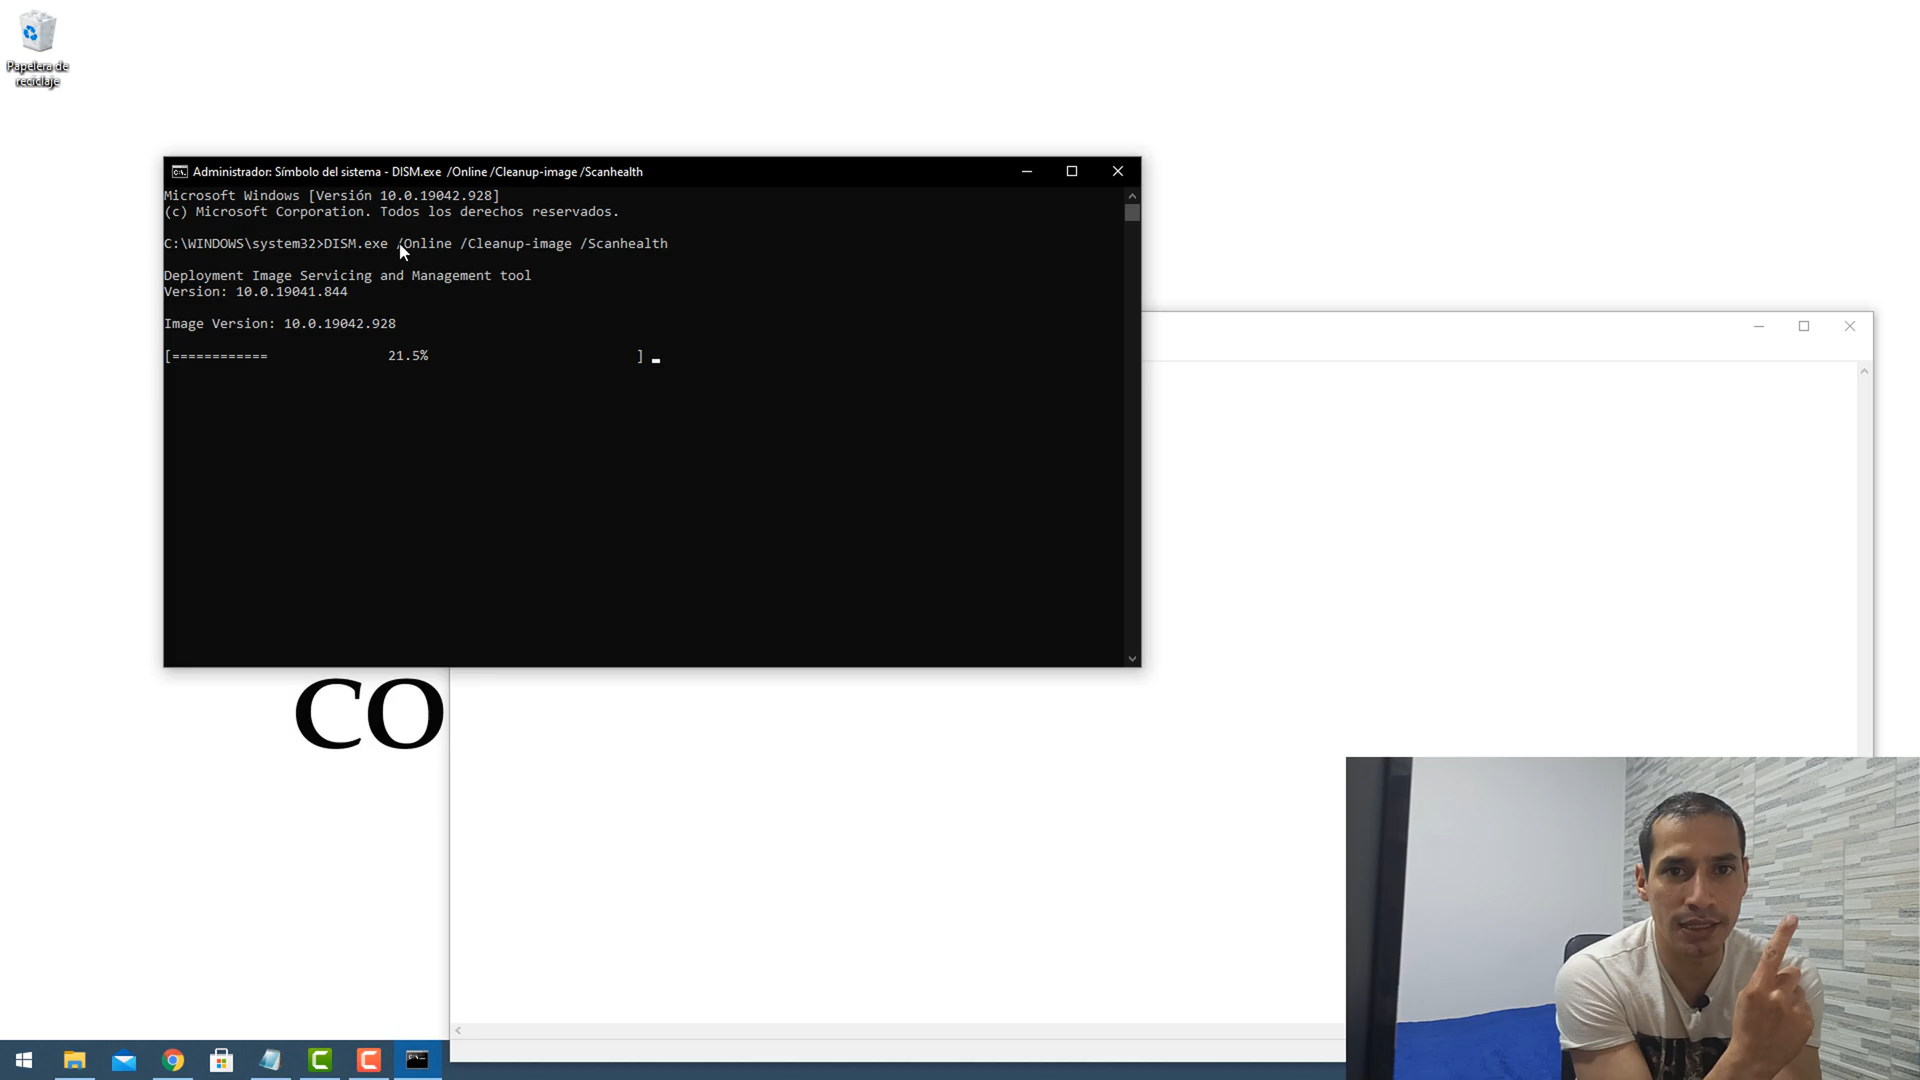 Papelera de
reciclaje
Administrador: Símbolo del sistema - DISM.exe /Online /Cleanup-image /Scanhealth
Microsoft Windows [Versión 10.0.19042.928]
(c) Microsoft Corporation. Todos los derechos reservados.
C:\WINDOWS\system32>DISM.exe /Online /Cleanup-image /Scanhealth
Deployment Image Servicing and Management tool
Version: 10.0.19041.844
Image Version: 10.0.19042.928
[============ 21.5% ]
CO